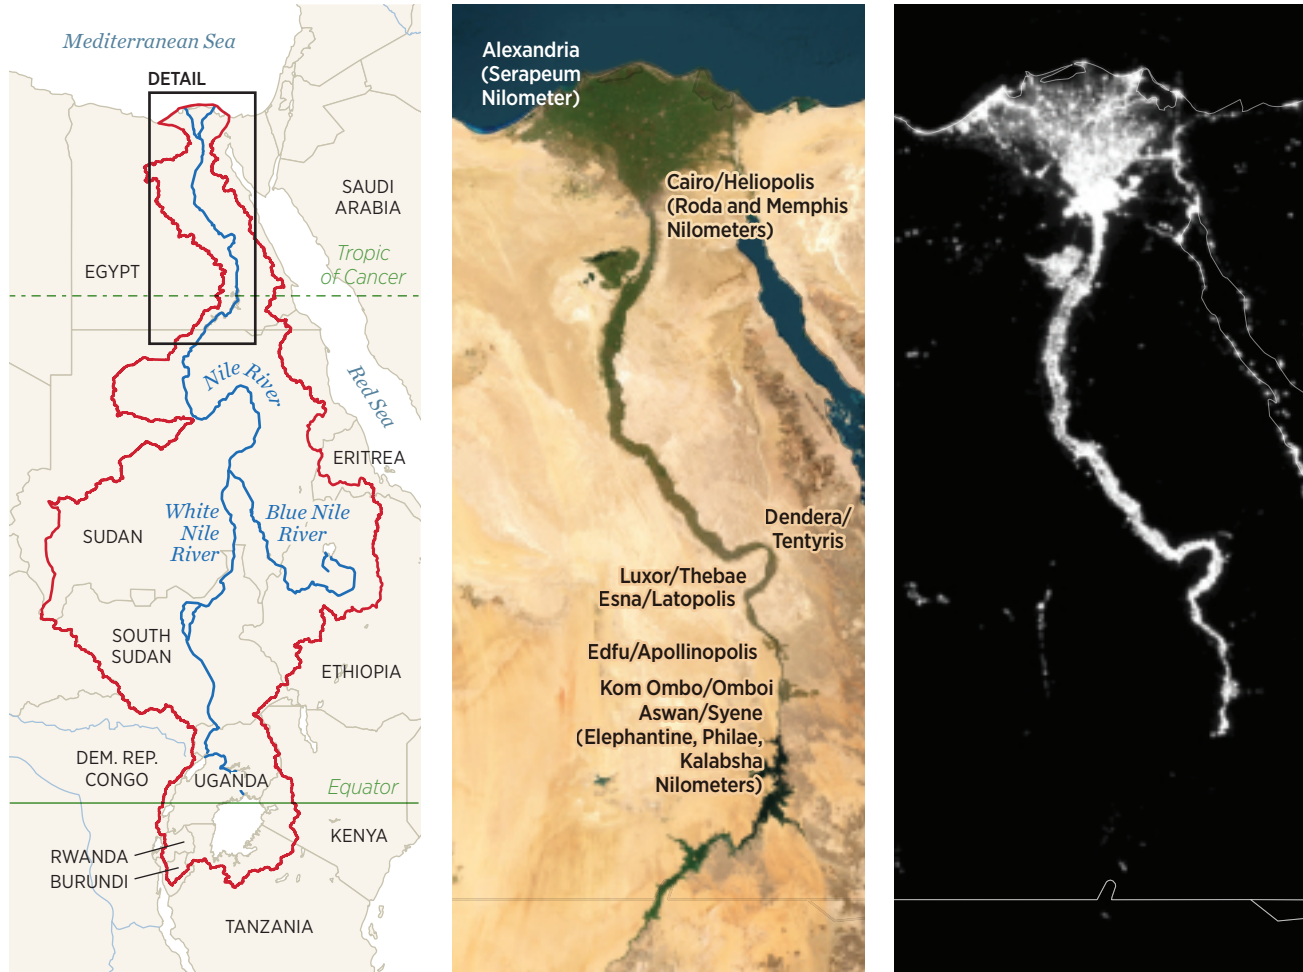 Mediterranean Sea
DETAIL
SAUDI
ARABIA
Tropic
of Cancer
EGYPT
Nile River
Red Sea
ERITREA
SUDAN
White
Nile
River
Blue Nile
River
SOUTH
SUDAN
ETHIOPIA
DEM. REP.
CONGO
UGANDA
Equator
KENYA
RWANDA
BURUNDI
TANZANIA
Alexandria
(Serapeum
Nilometer)
Cairo/Heliopolis
(Roda and Memphis
Nilometers)
Dendera/
Tentyris
Luxor/Thebae
Esna/Latopolis
Edfu/Apollinopolis
Kom Ombo/Omboi
Aswan/Syene
(Elephantine, Philae,
Kalabsha
Nilometers)